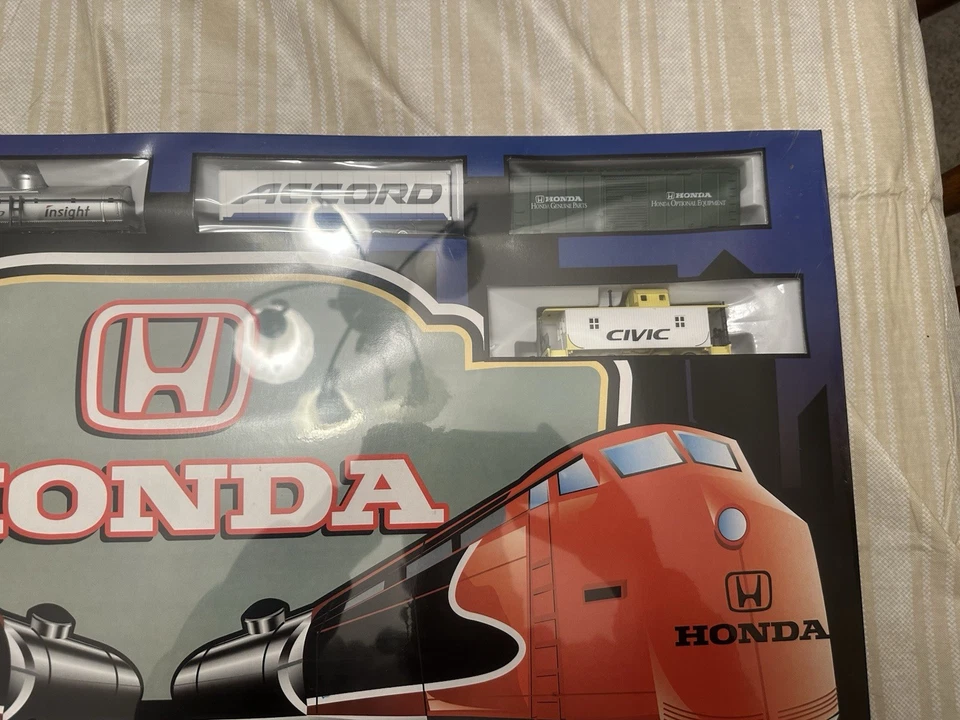 insight
ACCORD
HONDA
HONDA GENUINE PARTS
HONDA
HONDA OPTIONAL EQUIPMENT
CIVIC
HONDA
HONDA